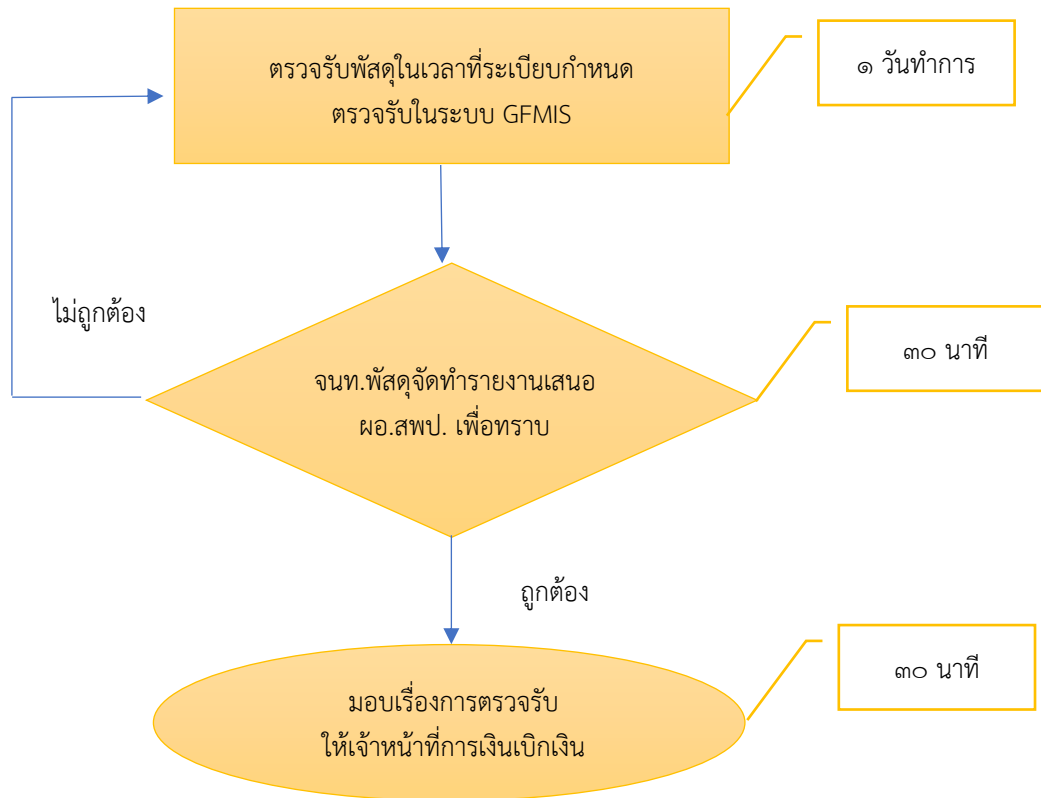 ตรวจรับพัสดุในเวลาที่ระเบียบกำหนด
ตรวจรับในระบบ GFMIS
๑ วันทำการ
ไม่ถูกต้อง
จนท.พัสดุจัดทำรายงานเสนอ
ผอ.สพป. เพื่อทราบ
๓๐ นาที
ถูกต้อง
มอบเรื่องการตรวจรับ
ให้เจ้าหน้าที่การเงินเบิกเงิน
๓๐ นาที